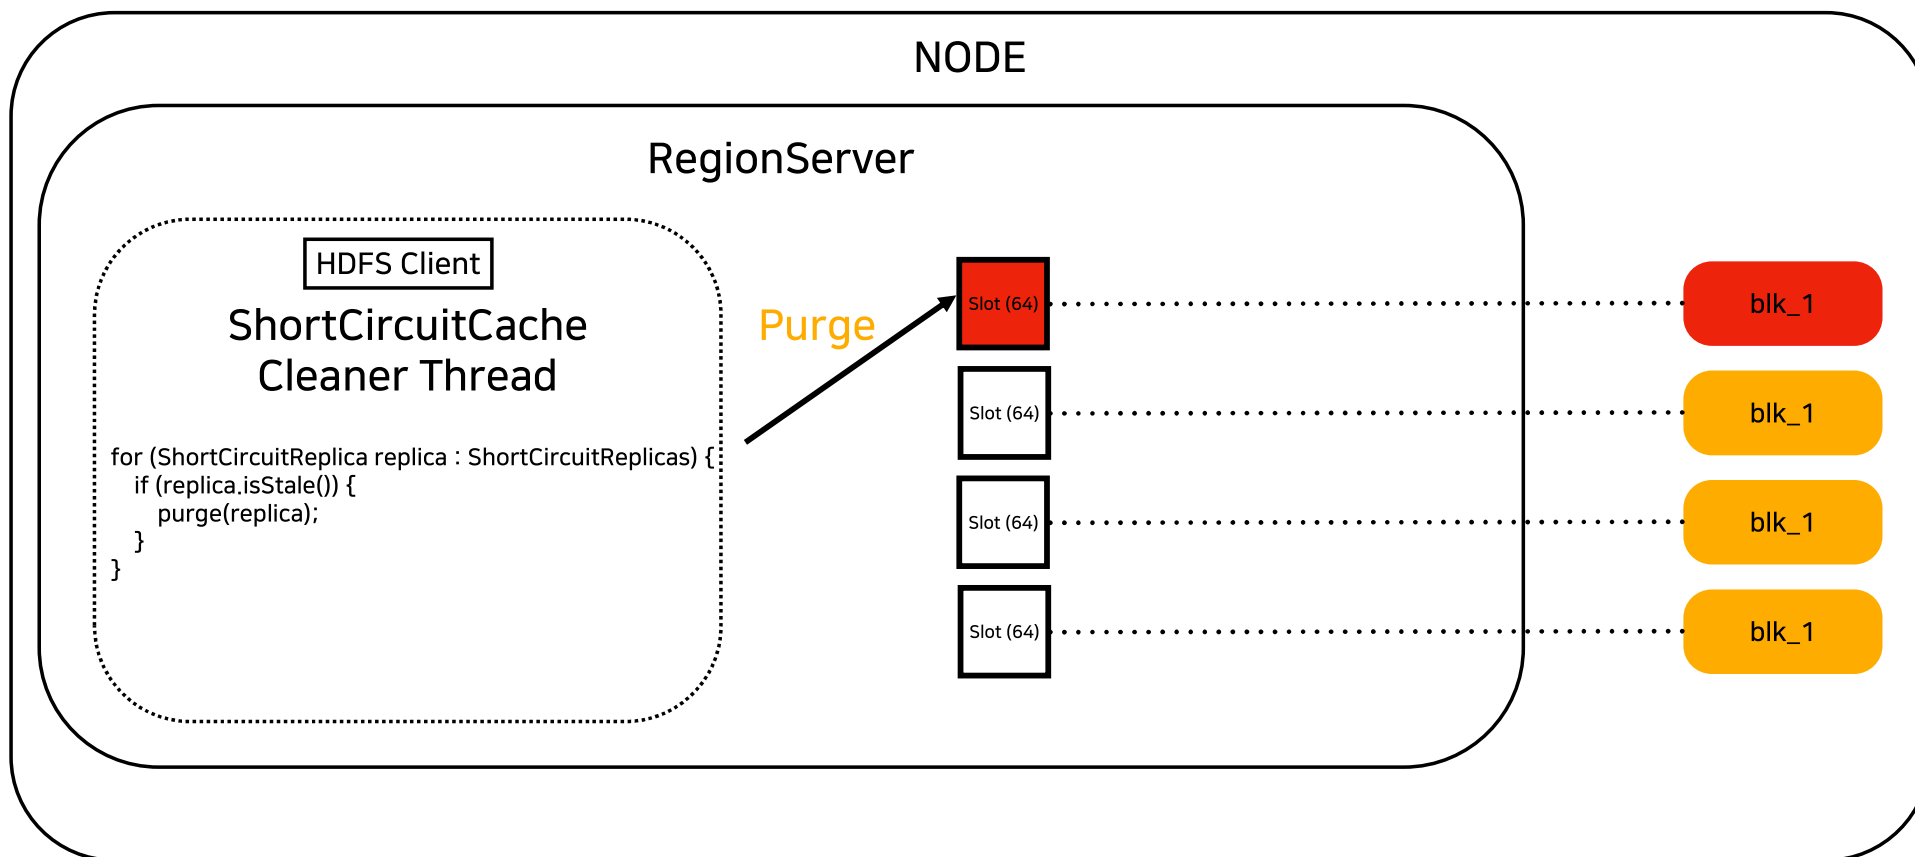 NODE
RegionServer
HDFS Client
ShortCircuitCache
Cleaner Thread
for (ShortCircuitReplica replica : ShortCircuitReplicas) {
    if (replica.isStale()) {
        purge(replica);
    }
}
Purge
Slot (64)
blk_1
Slot (64)
blk_1
Slot (64)
blk_1
Slot (64)
blk_1